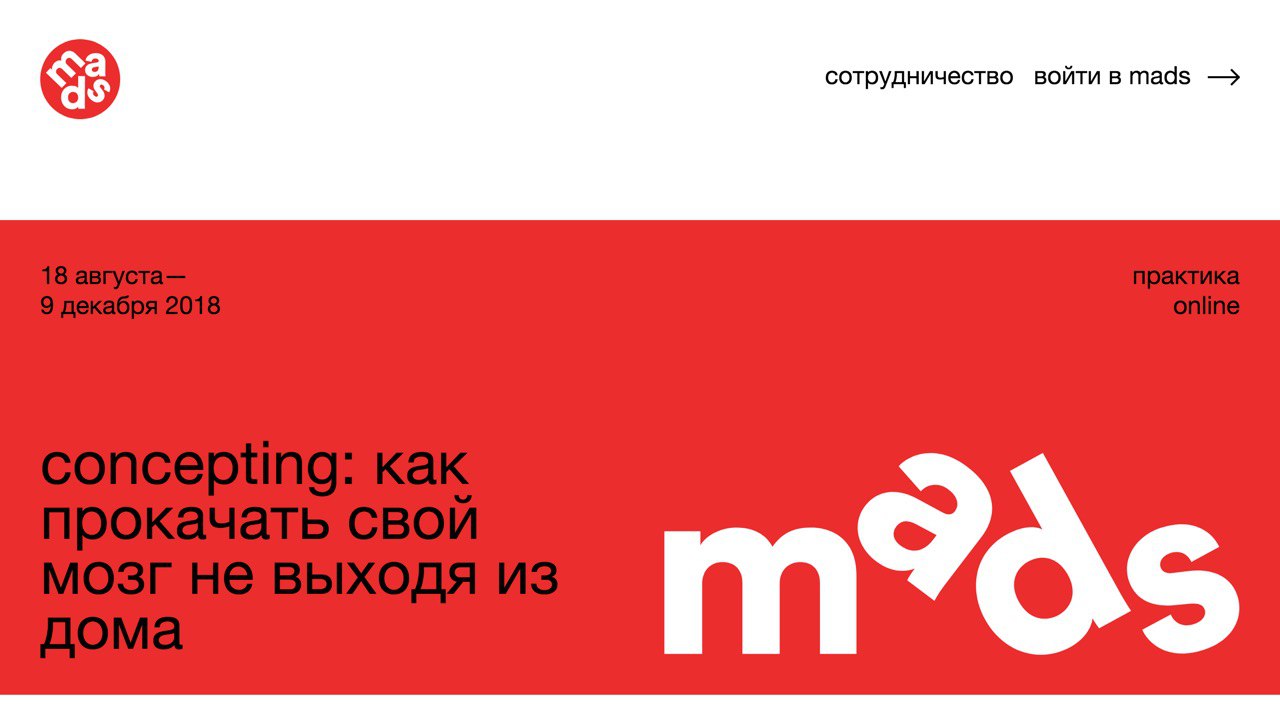 mads
сотрудничество войти в mads →
18 августа—
9 декабря 2018
практика
online
concepting: как
прокачать свой
мозг не выходя из
дома
mads